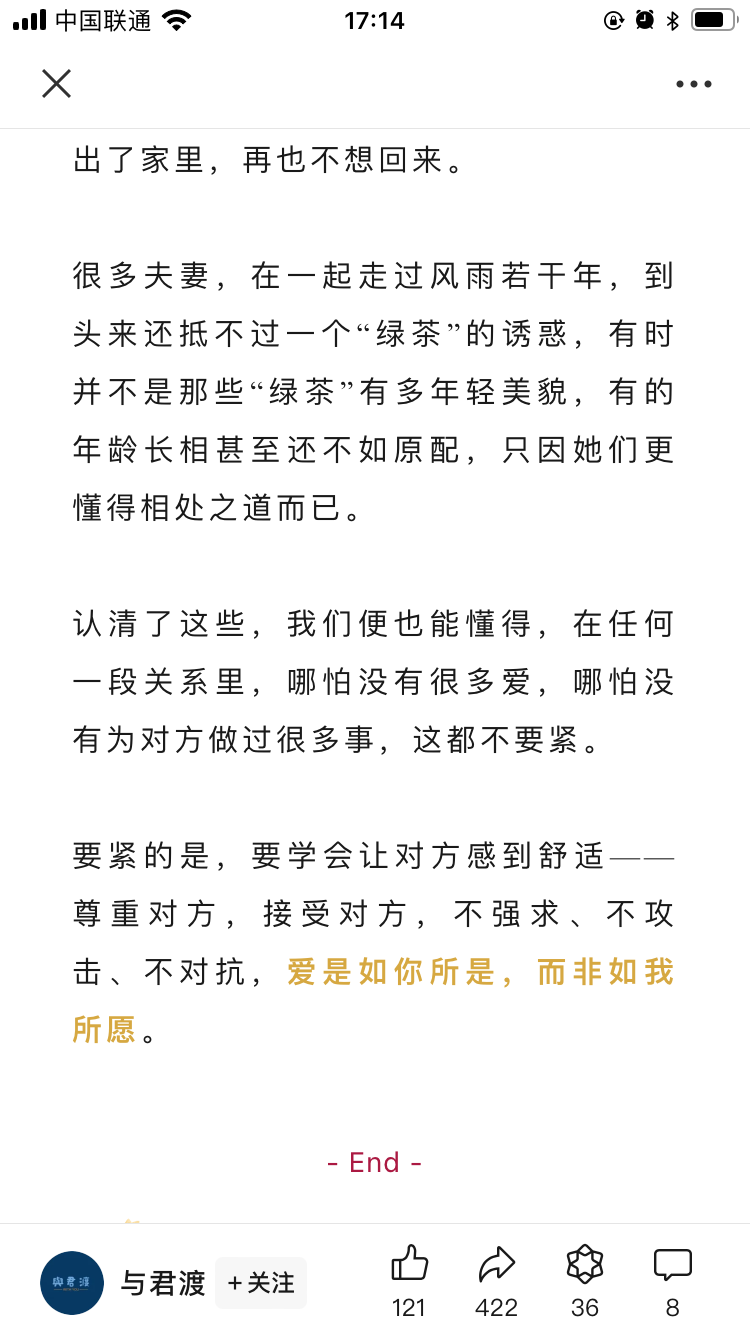 中国联通
17:14
出了家里，再也不想回来。
很多夫妻，在一起走过风雨若干年，到
头来还抵不过一个“绿茶”的诱惑，有时
并不是那些“绿茶”有多年轻美貌，有的
年龄长相甚至还不如原配，只因她们更
懂得相处之道而已。
认清了这些，我们便也能懂得，在任何
一段关系里，哪怕没有很多爱，哪怕没
有为对方做过很多事，这都不要紧。
要紧的是，要学会让对方感到舒适——
尊重对方，接受对方，不强求、不攻
击、不对抗，爱是如你所是，而非如我
所愿。
- End -
與君渡
与君渡
+关注
121
422
36
8